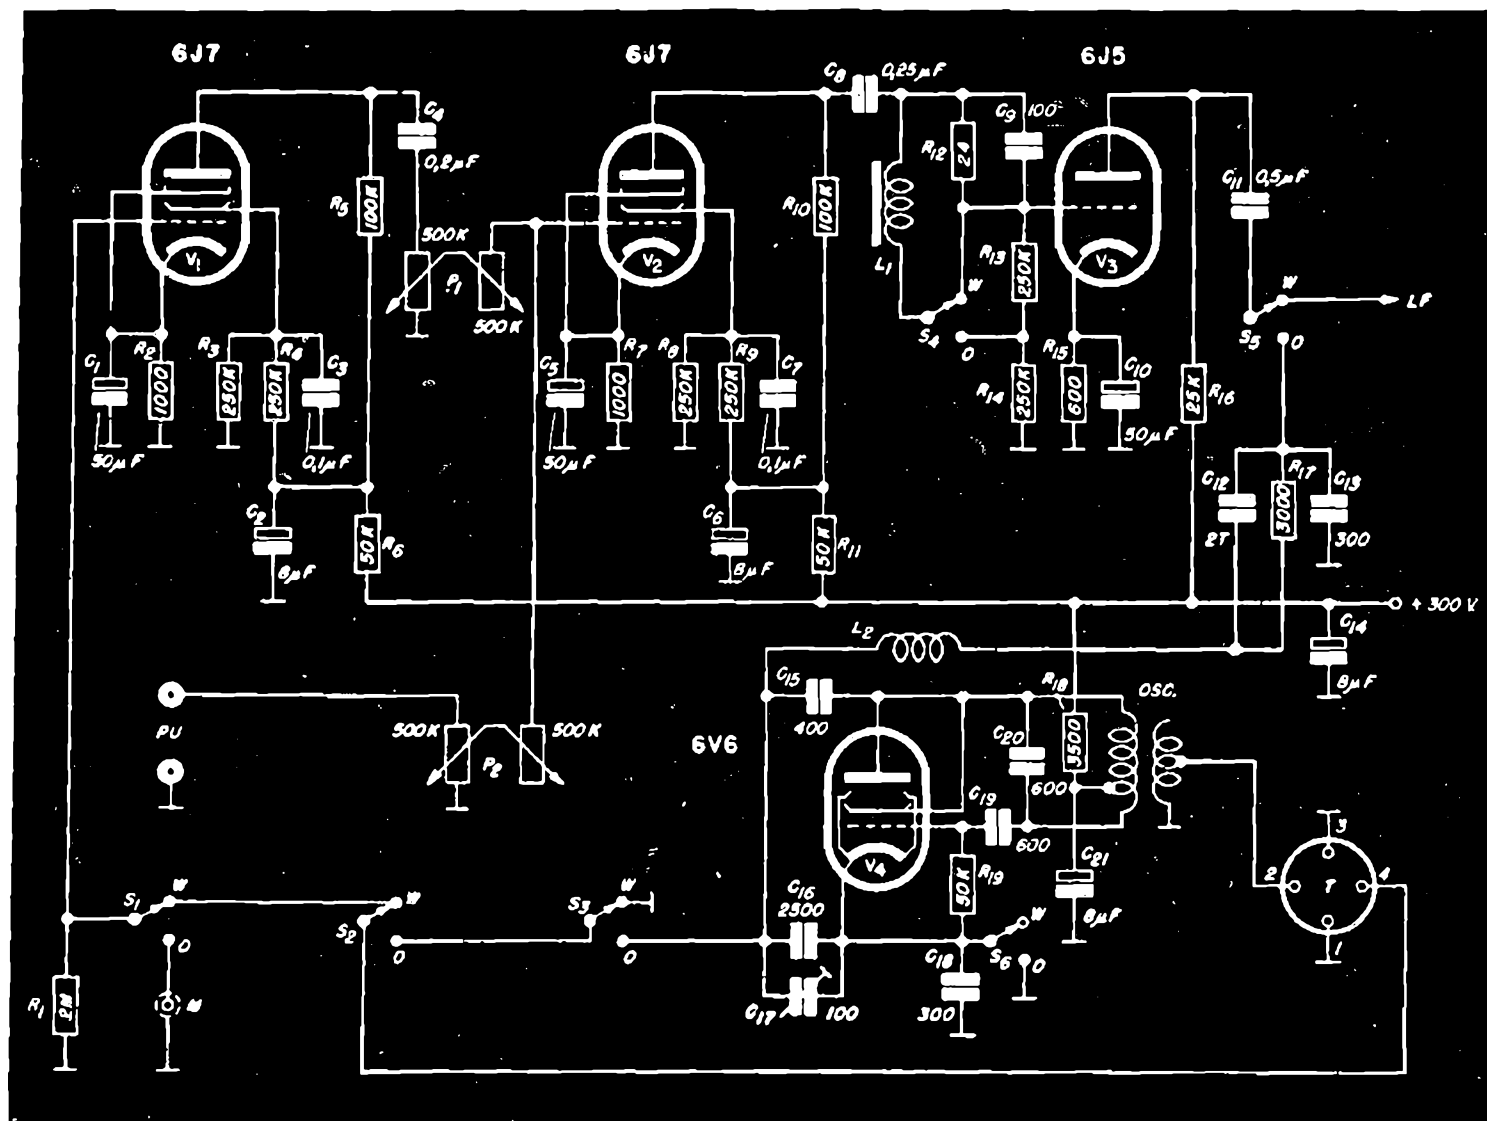 6J7
6J7
6J5
C4
0,2µF
C8
0,25µF
C9
100
R12
24
R5
100K
R10
100K
C11
0,5µF
V1
V2
V3
500K
P1
500K
L1
R13
250K
W
S4
O
W
S5
O
LF
C1
50µF
R2
1000
R3
250K
R4
250K
C3
0,1µF
C5
50µF
R7
1000
R8
250K
R9
250K
C7
0,1µF
R14
250K
R15
600
C10
50µF
25K
R16
C2
8µF
50K
R6
C6
8µF
50K
R11
C12
2T
R17
3000
C13
300
+ 300 V.
L2
C14
8µF
C15
400
R18
3500
OSC.
PU
500K
P2
500K
6V6
C20
600
C19
600
V4
R19
50K
C21
8µF
3
2
T
4
1
S1
W
O
S2
W
O
S3
W
O
C16
2500
C17
100
C18
300
W
S6
O
R1
2M
M